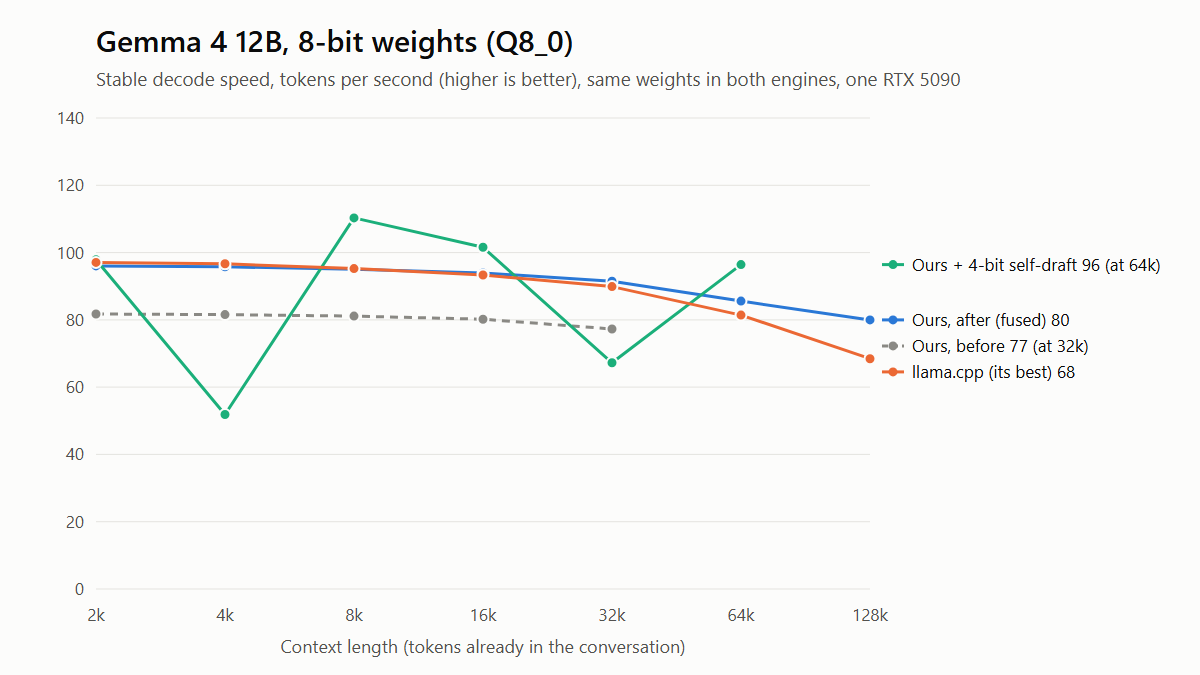 Gemma 4 12B, 8-bit weights (Q8_0)
Stable decode speed, tokens per second (higher is better), same weights in both engines, one RTX 5090
140
120
100
80
60
40
20
0
Ours + 4-bit self-draft 96 (at 64k)
Ours, after (fused) 80
Ours, before 77 (at 32k)
llama.cpp (its best) 68
2k 4k 8k 16k 32k 64k 128k
Context length (tokens already in the conversation)